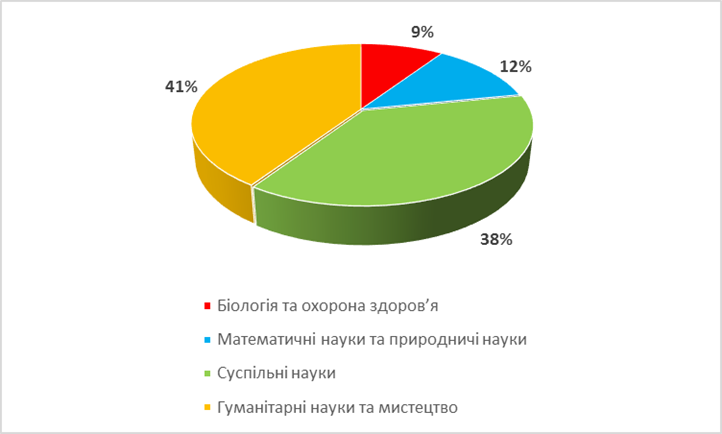 9%
12%
41%
38%
Біологія та охорона здоров’я
Математичні науки та природничі науки
Суспільні науки
Гуманітарні науки та мистецтво